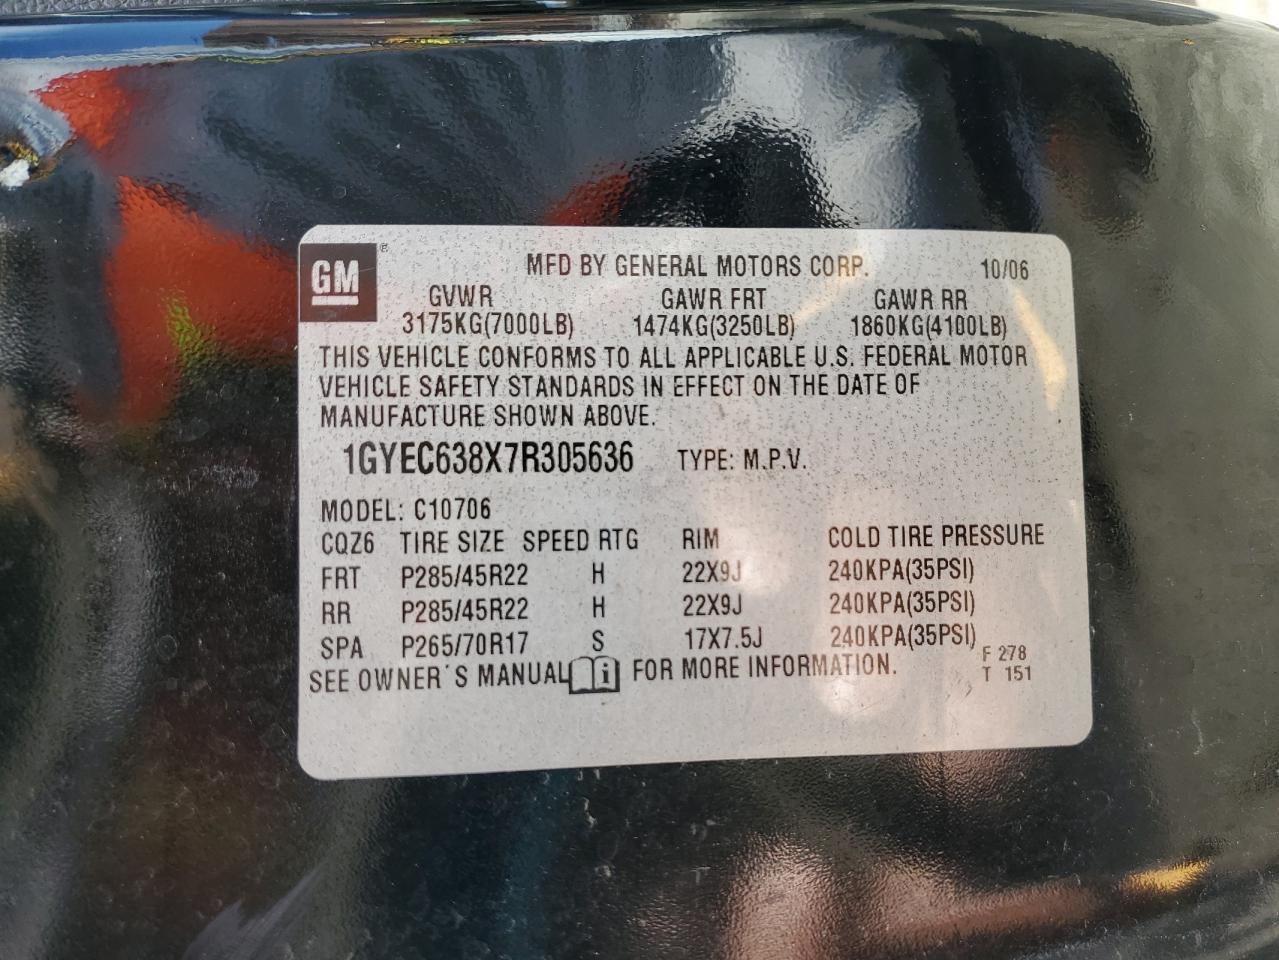 GM ®
MFD BY GENERAL MOTORS CORP. 10/06
GVWR GAWR FRT GAWR RR
3175KG(7000LB) 1474KG(3250LB) 1860KG(4100LB)
THIS VEHICLE CONFORMS TO ALL APPLICABLE U.S. FEDERAL MOTOR
VEHICLE SAFETY STANDARDS IN EFFECT ON THE DATE OF
MANUFACTURE SHOWN ABOVE.
1GYEC638X7R305636 TYPE: M.P.V.
MODEL: C10706
CQZ6 TIRE SIZE SPEED RTG RIM COLD TIRE PRESSURE
FRT P285/45R22 H 22X9J 240KPA(35PSI)
RR P285/45R22 H 22X9J 240KPA(35PSI)
SPA P265/70R17 S 17X7.5J 240KPA(35PSI)
SEE OWNER'S MANUAL i FOR MORE INFORMATION.
F 278
T 151